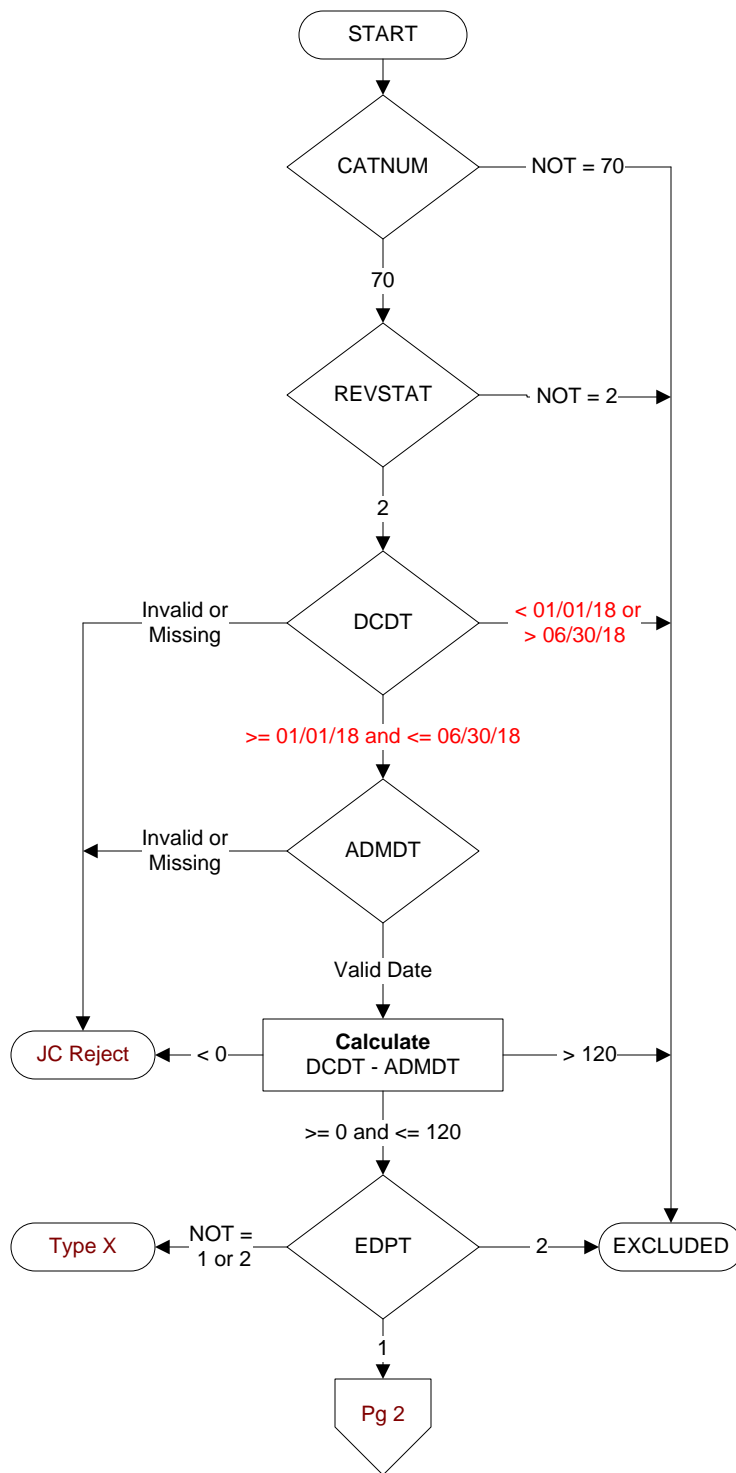 START
CATNUM
NOT = 70
70
REVSTAT
NOT = 2
2
Invalid or
Missing
DCDT
< 01/01/18 or
> 06/30/18
>= 01/01/18 and <= 06/30/18
Invalid or
Missing
ADMDT
Valid Date
JC Reject
< 0
Calculate
DCDT - ADMDT
> 120
>= 0 and <= 120
Type X
NOT =
1 or 2
EDPT
2
EXCLUDED
1
Pg 2